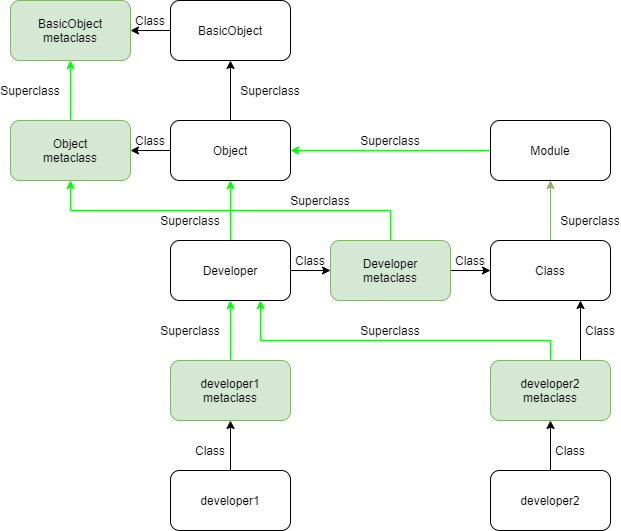 BasicObject
metaclass
Class
BasicObject
Superclass
Superclass
Object
metaclass
Class
Object
Superclass
Module
Superclass
Superclass
Superclass
Developer
Class
Developer
metaclass
Class
Class
Superclass
Superclass
Class
developer1
metaclass
developer2
metaclass
Class
Class
developer1
developer2